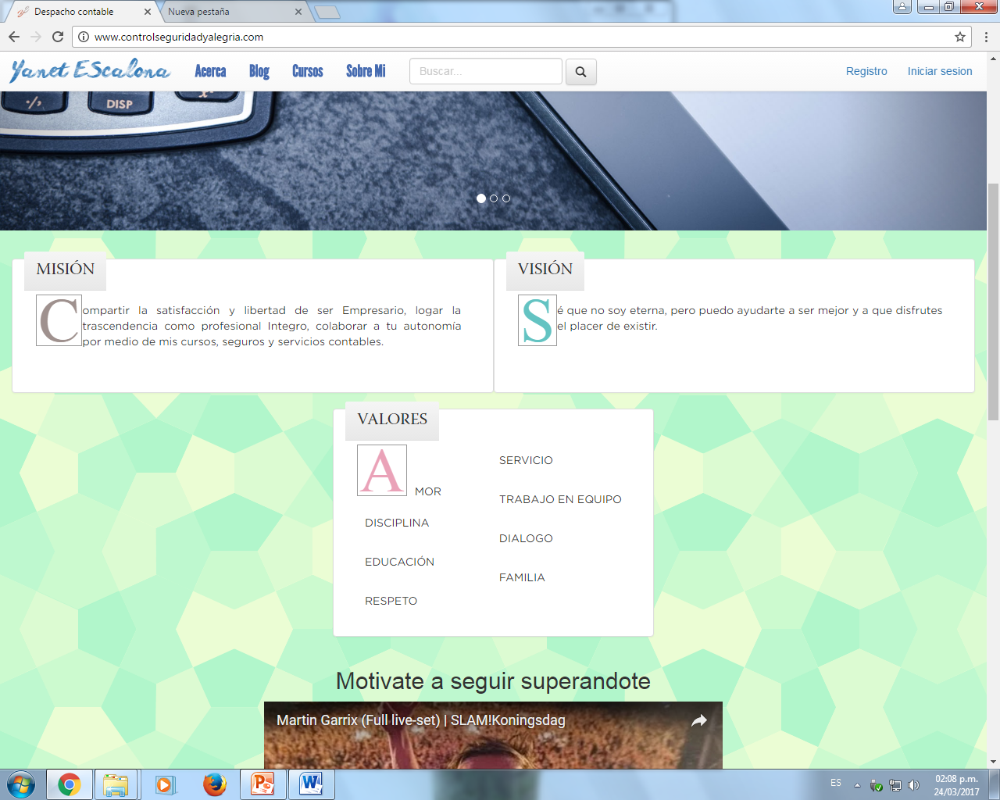 Despacho contable
Nueva pestaña
www.controlseguridadyalegria.com
Yanet EScalona
Acerca
Blog
Cursos
Sobre Mi
Buscar...
Registro
Iniciar sesion
+/-
DISP
MISIÓN
Compartir la satisfacción y libertad de ser Empresario, logar la
trascendencia como profesional Integro, colaborar a tu autonomía
por medio de mis cursos, seguros y servicios contables.
VISIÓN
Sé que no soy eterna, pero puedo ayudarte a ser mejor y a que disfrutes
el placer de existir.
VALORES
AMOR
DISCIPLINA
EDUCACIÓN
RESPETO
SERVICIO
TRABAJO EN EQUIPO
DIALOGO
FAMILIA
Motivate a seguir superandote
Martin Garrix (Full live-set) | SLAM!Koningsdag
ES
02:08 p.m.
24/03/2017